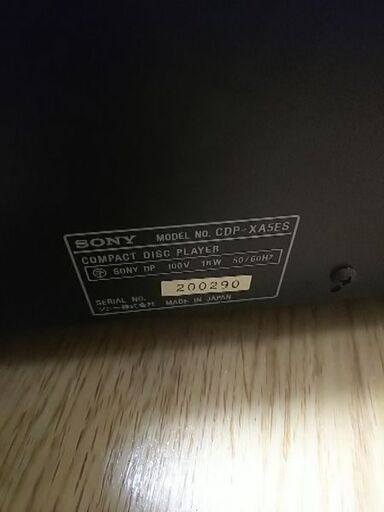 SONY MODEL NO. CDP-XA5ES
COMPACT DISC PLAYER
SONY DP 100V 18W 50/60Hz
SERIAL NO. 200290
ソニー株式会社 MADE IN JAPAN